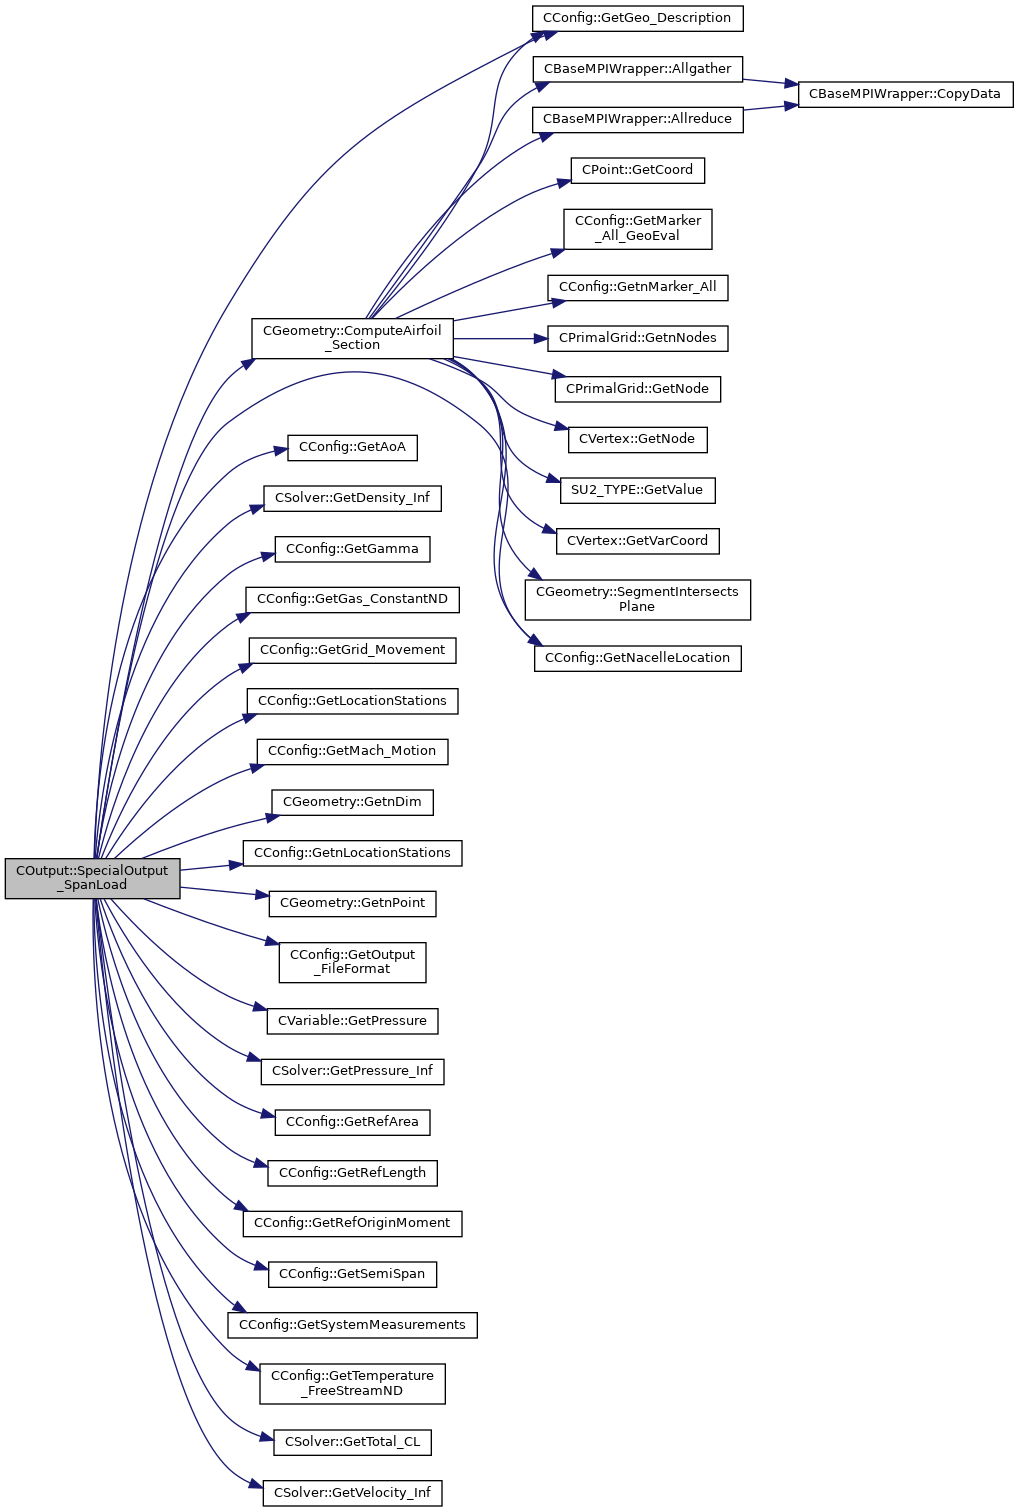 CConfig::GetGeo_Description
CBaseMPIWrapper::Allgather
CBaseMPIWrapper::CopyData
CBaseMPIWrapper::Allreduce
CPoint::GetCoord
CConfig::GetMarker
_All_GeoEval
CConfig::GetnMarker_All
CGeometry::ComputeAirfoil
_Section
CPrimalGrid::GetnNodes
CPrimalGrid::GetNode
CVertex::GetNode
CConfig::GetAoA
SU2_TYPE::GetValue
CSolver::GetDensity_Inf
CVertex::GetVarCoord
CConfig::GetGamma
CGeometry::SegmentIntersects
Plane
CConfig::GetGas_ConstantND
CConfig::GetGrid_Movement
CConfig::GetNacelleLocation
CConfig::GetLocationStations
CConfig::GetMach_Motion
CGeometry::GetnDim
CConfig::GetnLocationStations
COutput::SpecialOutput
_SpanLoad
CGeometry::GetnPoint
CConfig::GetOutput
_FileFormat
CVariable::GetPressure
CSolver::GetPressure_Inf
CConfig::GetRefArea
CConfig::GetRefLength
CConfig::GetRefOriginMoment
CConfig::GetSemiSpan
CConfig::GetSystemMeasurements
CConfig::GetTemperature
_FreeStreamND
CSolver::GetTotal_CL
CSolver::GetVelocity_Inf